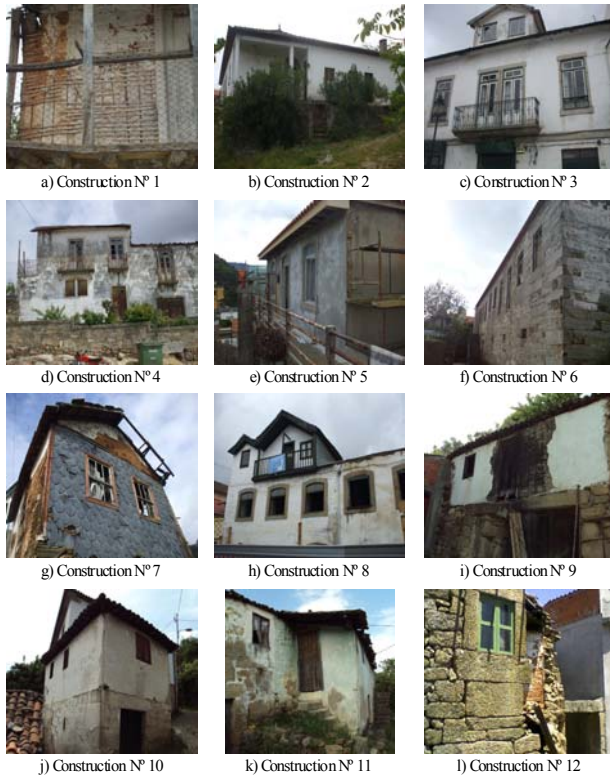 a) Construction Nº 1
b) Construction Nº 2
c) Construction Nº 3
d) Construction Nº 4
e) Construction Nº 5
f) Construction Nº 6
g) Construction Nº 7
h) Construction Nº 8
i) Construction Nº 9
j) Construction Nº 10
k) Construction Nº 11
l) Construction Nº 12